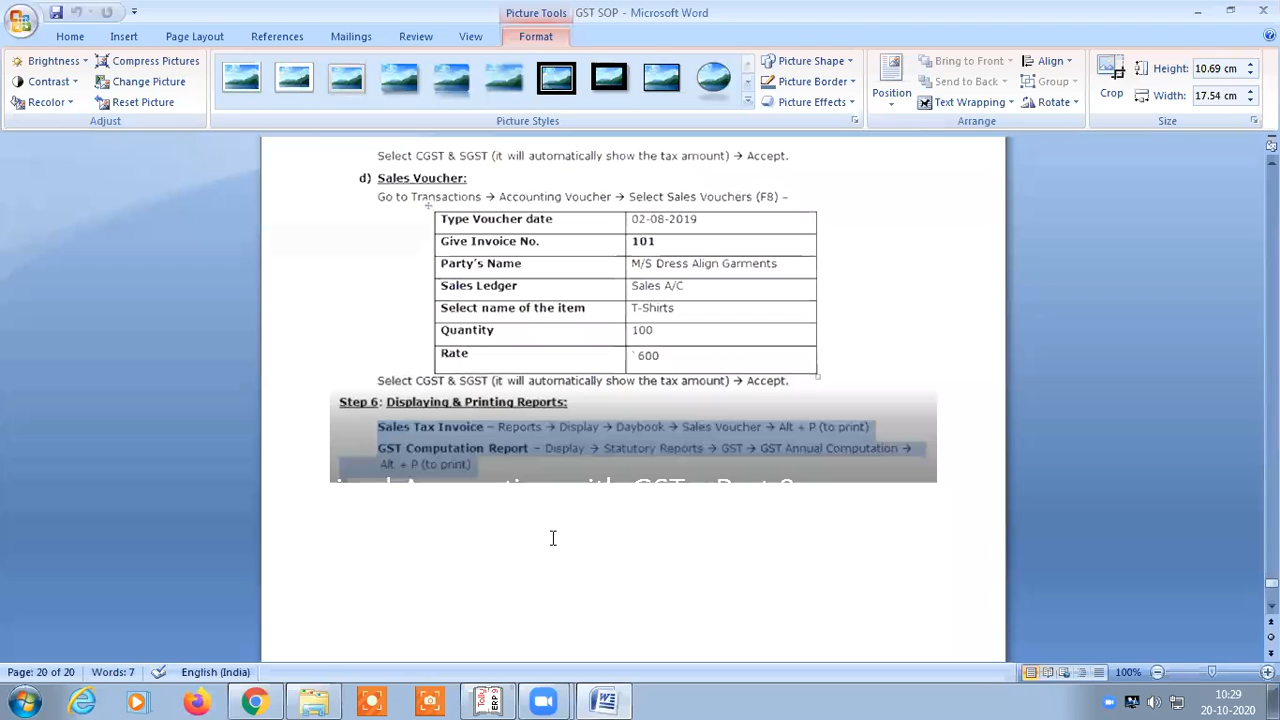 Picture Tools GST SOP - Microsoft Word
Home Insert Page Layout References Mailings Review View Format
Brightness Compress Pictures Picture Shape Bring to Front Align Height: 10.69 cm
Contrast Change Picture Picture Border Send to Back Group Width: 17.54 cm
Recolor Reset Picture Picture Effects Position Text Wrapping Rotate Crop
Adjust Picture Styles Arrange Size
Select CGST & SGST (it will automatically show the tax amount) → Accept.
d) Sales Voucher:
Go to Transactions → Accounting Voucher → Select Sales Vouchers (F8) –
Type Voucher date 02-08-2019
Give Invoice No. 101
Party's Name M/S Dress Align Garments
Sales Ledger Sales A/C
Select name of the item T-Shirts
Quantity 100
Rate `600
Select CGST & SGST (it will automatically show the tax amount) → Accept.
Step 6: Displaying & Printing Reports:
Sales Tax Invoice – Reports → Display → Daybook → Sales Voucher → Alt + P (to print)
GST Computation Report – Display → Statutory Reports → GST → GST Annual Computation →
Alt + P (to print)
with GST
Page: 20 of 20 Words: 7 English (India) 100%
Tally ERP 9
10:29
20-10-2020